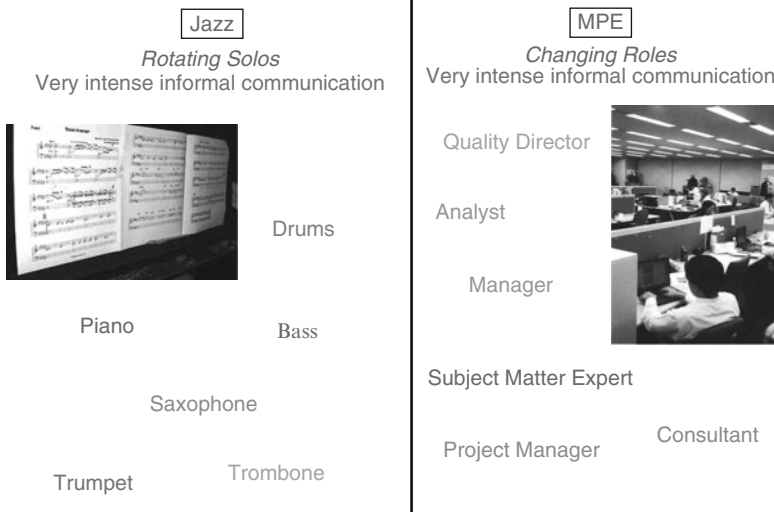 Jazz
Rotating Solos
Very intense informal communication
Drums
Piano
Bass
Saxophone
Trombone
Trumpet
MPE
Changing Roles
Very intense informal communication
Quality Director
Analyst
Manager
Subject Matter Expert
Consultant
Project Manager